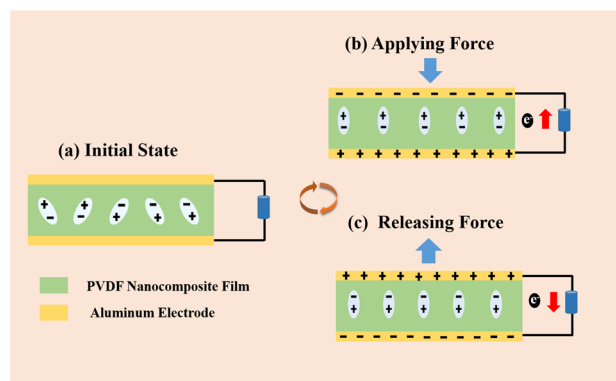 (b) Applying Force
- - - - - - - - - -
+ + + + +
- - - - -
e⁻
+ + + + + + + + + +
(a) Initial State
+ + - - -
- - + + +
(c) Releasing Force
+ + + + + + + + + +
- - - - -
+ + + + +
e⁻
- - - - - - - - - -
PVDF Nanocomposite Film
Aluminum Electrode